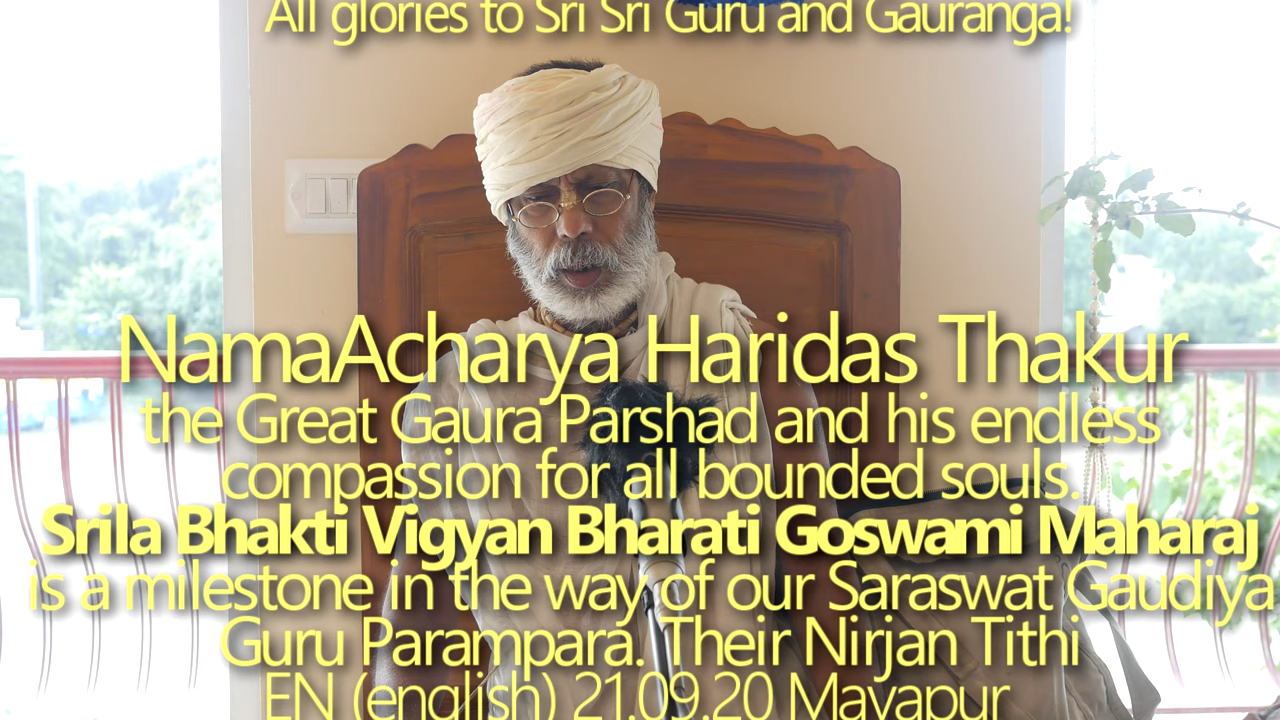 All glories to Sri Sri Guru and Gauranga!
NamaAcharya Haridas Thakur
the Great Gaura Parshad and his endless
compassion for all bounded souls.
Srila Bhakti Vigyan Bharati Goswami Maharaj
is a milestone in the way of our Saraswat Gaudiya
Guru Parampara. Their Nirjan Tithi
EN (english) 21.09.20 Mayapur